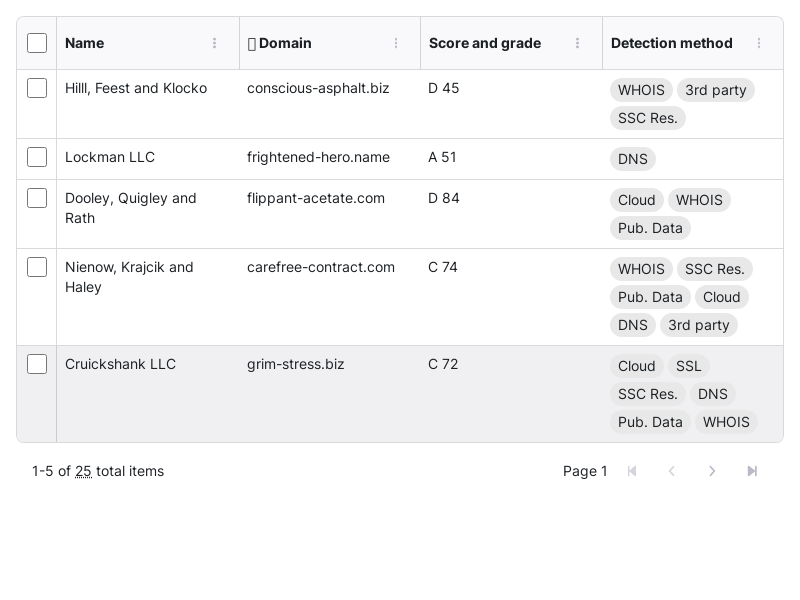 Name Domain Score and grade Detection method
Hilll, Feest and Klocko conscious-asphalt.biz D 45 WHOIS 3rd party
SSC Res.
Lockman LLC frightened-hero.name A 51 DNS
Dooley, Quigley and flippant-acetate.com D 84 Cloud WHOIS
Rath Pub. Data
Nienow, Krajcik and carefree-contract.com C 74 WHOIS SSC Res.
Haley Pub. Data Cloud
DNS 3rd party
Cruickshank LLC grim-stress.biz C 72 Cloud SSL
SSC Res. DNS
Pub. Data WHOIS
1-5 of 25 total items Page 1